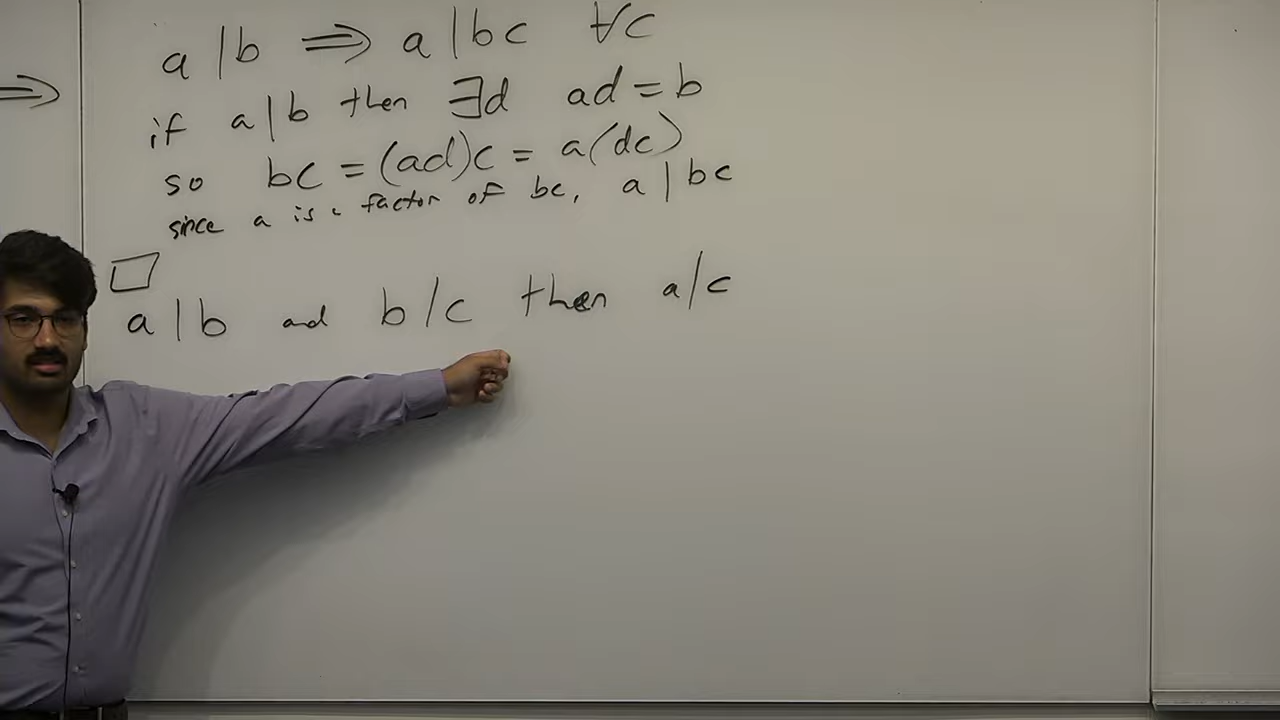 a | b ⟹ a | bc ∀c
⟹
if a | b then ∃d ad = b
so bc = (ad)c = a(dc)
since a is a factor of bc, a | bc
□
a | b and b | c then a | c